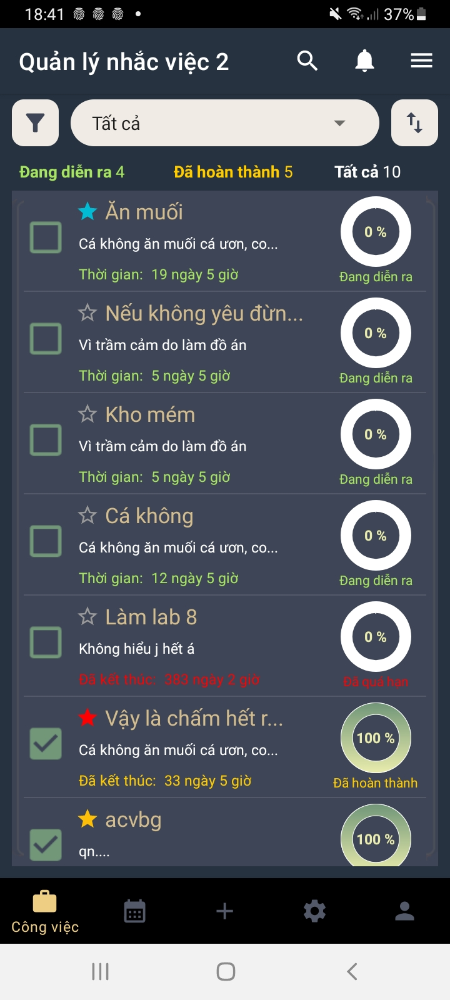 18:41
37%
Quản lý nhắc việc 2
Tất cả
Đang diễn ra 4
Đã hoàn thành 5
Tất cả 10
Ăn muối
Cá không ăn muối cá ươn, co...
Thời gian: 19 ngày 5 giờ
0 %
Đang diễn ra
Nếu không yêu đừn...
Vì trầm cảm do làm đồ án
Thời gian: 5 ngày 5 giờ
0 %
Đang diễn ra
Kho mém
Vì trầm cảm do làm đồ án
Thời gian: 5 ngày 5 giờ
0 %
Đang diễn ra
Cá không
Cá không ăn muối cá ươn, co...
Thời gian: 12 ngày 5 giờ
0 %
Đang diễn ra
Làm lab 8
Không hiểu j hết á
Đã kết thúc: 383 ngày 2 giờ
0 %
Đã quá hạn
Vậy là chấm hết r...
Cá không ăn muối cá ươn, co...
Đã kết thúc: 33 ngày 5 giờ
100 %
Đã hoàn thành
acvbg
qn....
100 %
Công việc